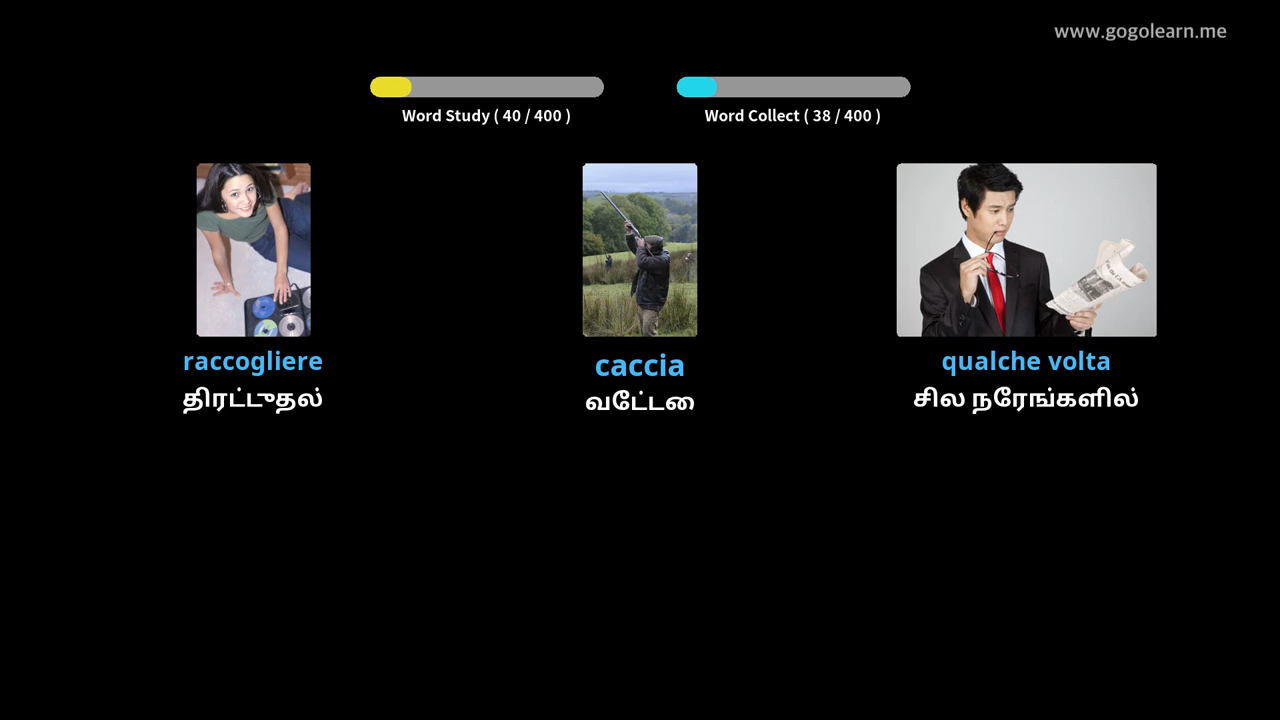 www.gogolearn.me
Word Study ( 40 / 400 )
Word Collect ( 38 / 400 )
raccogliere
caccia
qualche volta
திரட்டுதல்
வேட்டை
சில நேரங்களில்